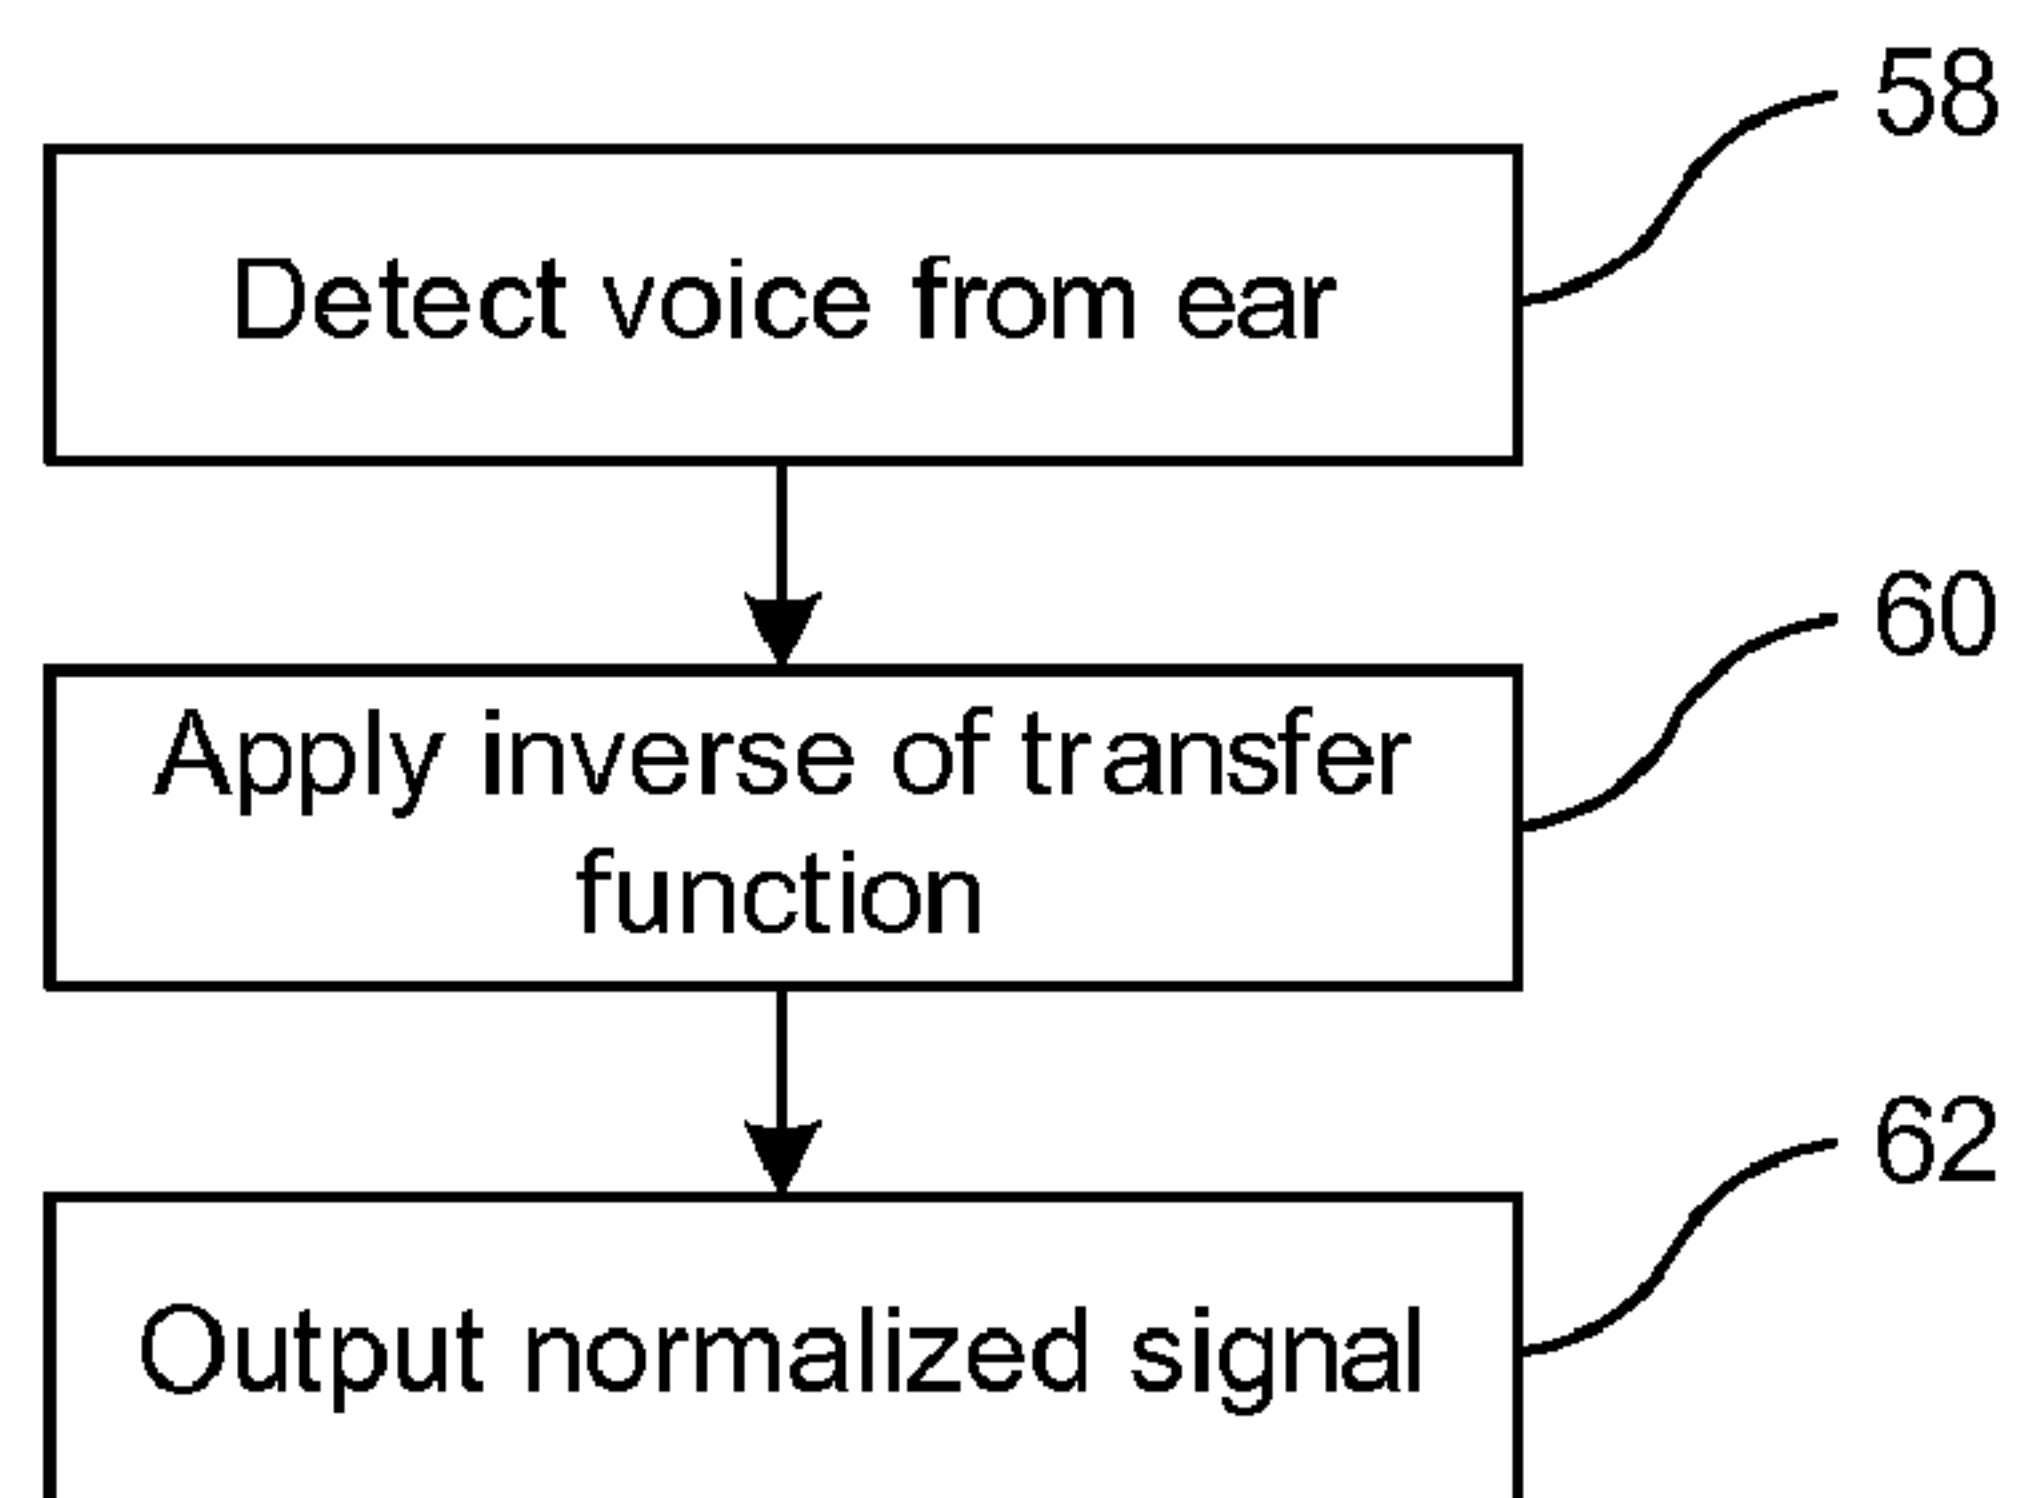 58
Detect voice from ear
60
Apply inverse of transfer
function
62
Output normalized signal